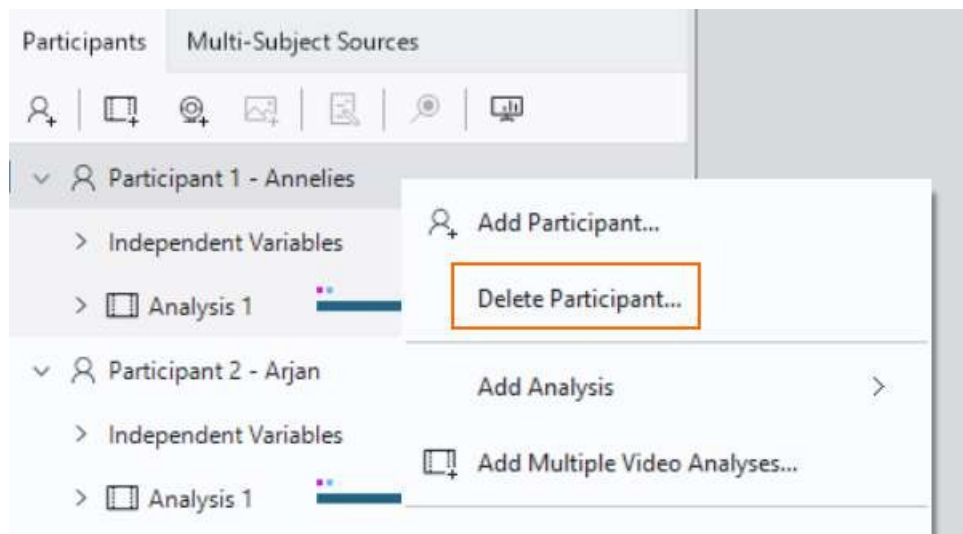 Participants
Multi-Subject Sources
Participant 1 - Annelies
Independent Variables
Analysis 1
Participant 2 - Arjan
Independent Variables
Analysis 1
Add Participant...
Delete Participant...
Add Analysis
Add Multiple Video Analyses...